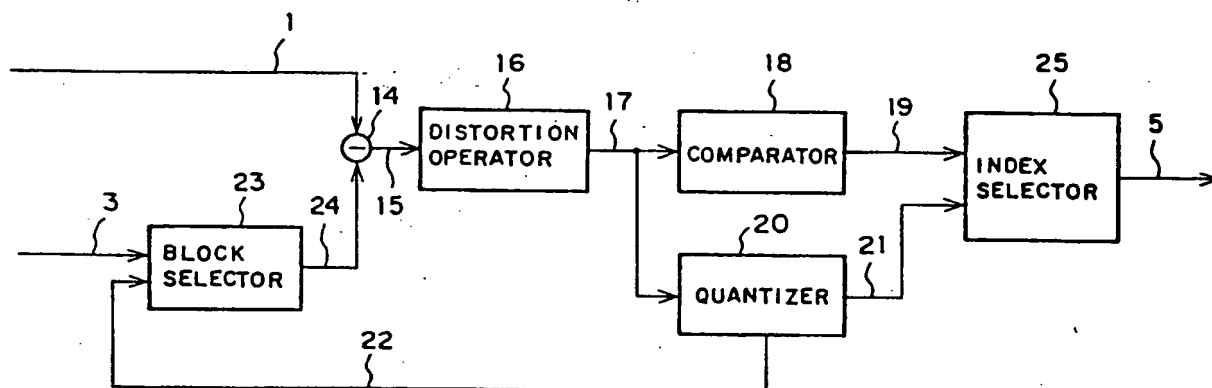 1
16
18
25
14
17
19
5
DISTORTION
OPERATOR
COMPARATOR
INDEX
SELECTOR
15
3
23
24
20
21
BLOCK
SELECTOR
QUANTIZER
22